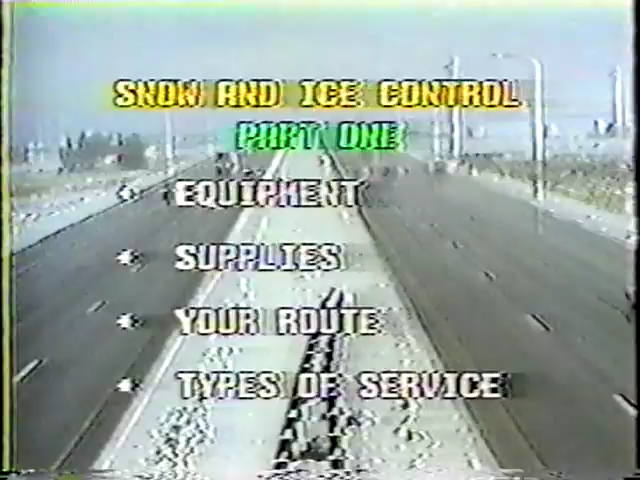 SNOW AND ICE CONTROL
PART ONE
EQUIPMENT
SUPPLIES
YOUR ROUTE
TYPES OF SERVICE